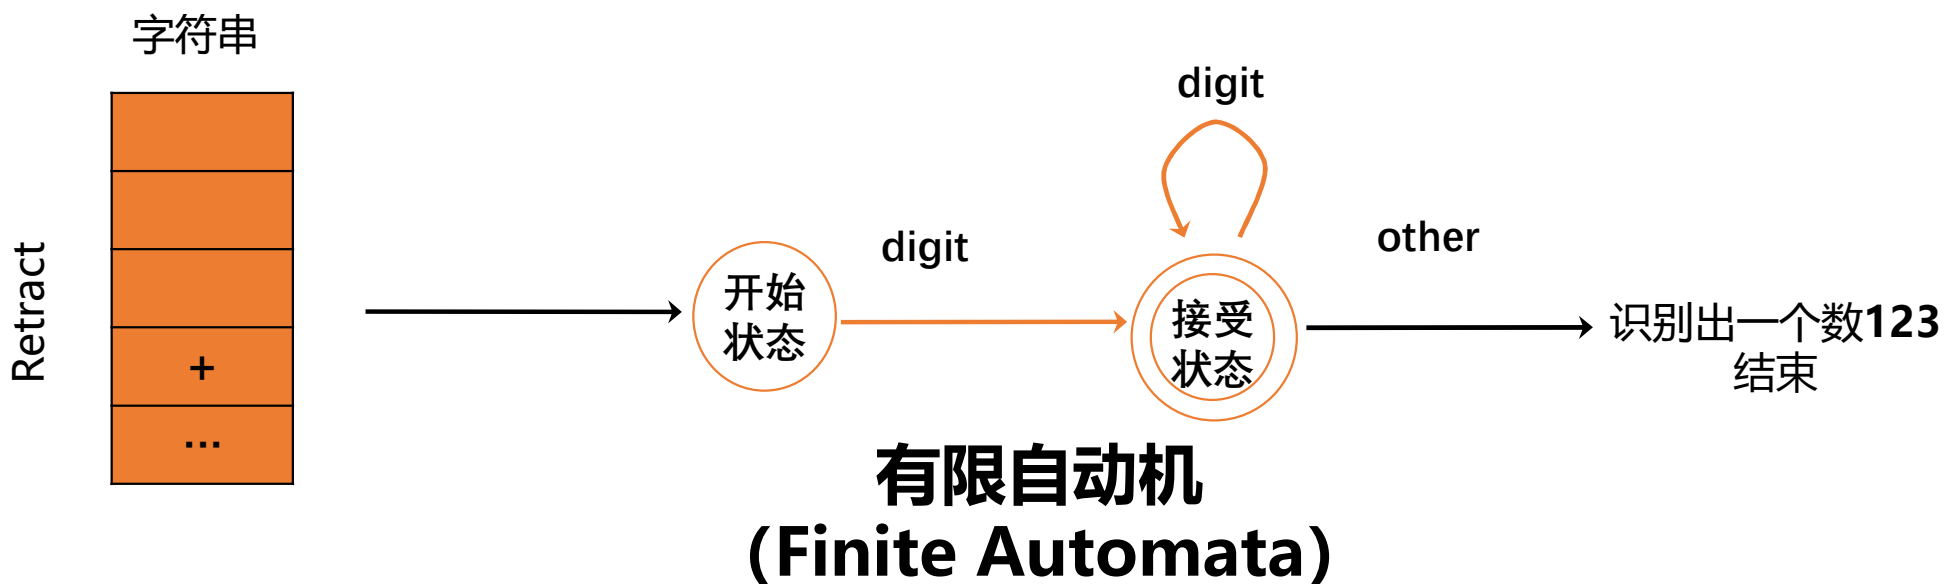 字符串
Retract
+
...
开始
状态
digit
digit
接受
状态
other
识别出一个数123
结束
有限自动机
(Finite Automata)